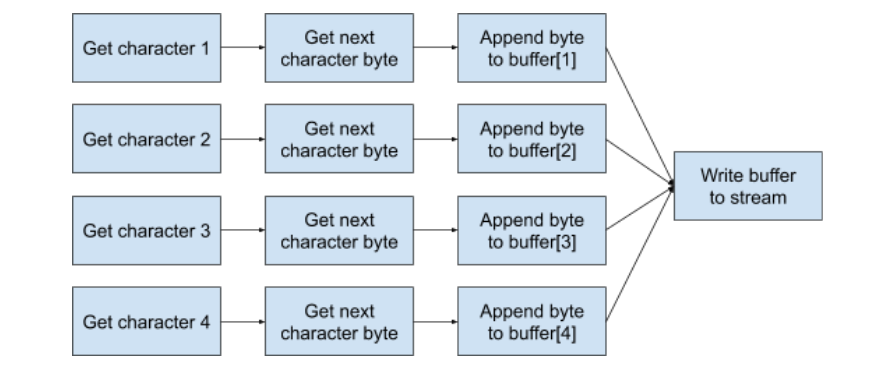 Get character 1
Get next
character byte
Append byte
to buffer[1]
Get character 2
Get next
character byte
Append byte
to buffer[2]
Write buffer
to stream
Get character 3
Get next
character byte
Append byte
to buffer[3]
Get character 4
Get next
character byte
Append byte
to buffer[4]